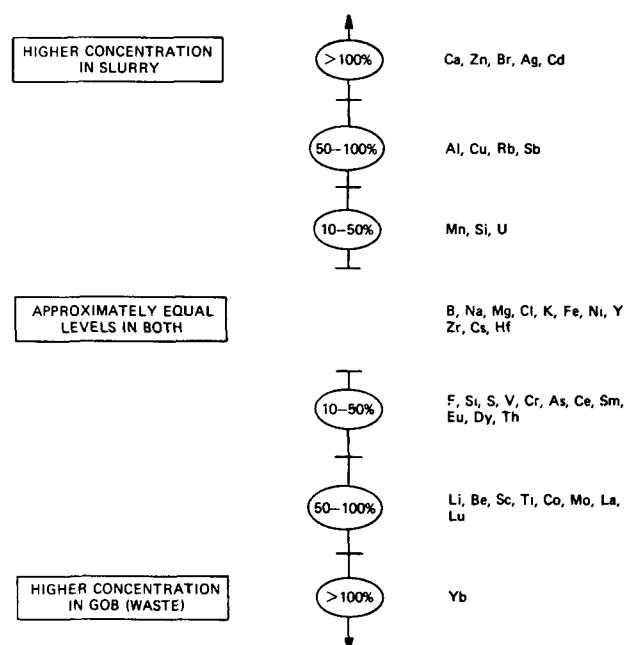 HIGHER CONCENTRATION
IN SLURRY
>100%
Ca, Zn, Br, Ag, Cd
50–100%
Al, Cu, Rb, Sb
10–50%
Mn, Si, U
APPROXIMATELY EQUAL
LEVELS IN BOTH
B, Na, Mg, Cl, K, Fe, Ni, Y
Zr, Cs, Hf
10–50%
F, Si, S, V, Cr, As, Ce, Sm,
Eu, Dy, Th
50–100%
Li, Be, Sc, Ti, Co, Mo, La,
Lu
HIGHER CONCENTRATION
IN GOB (WASTE)
>100%
Yb